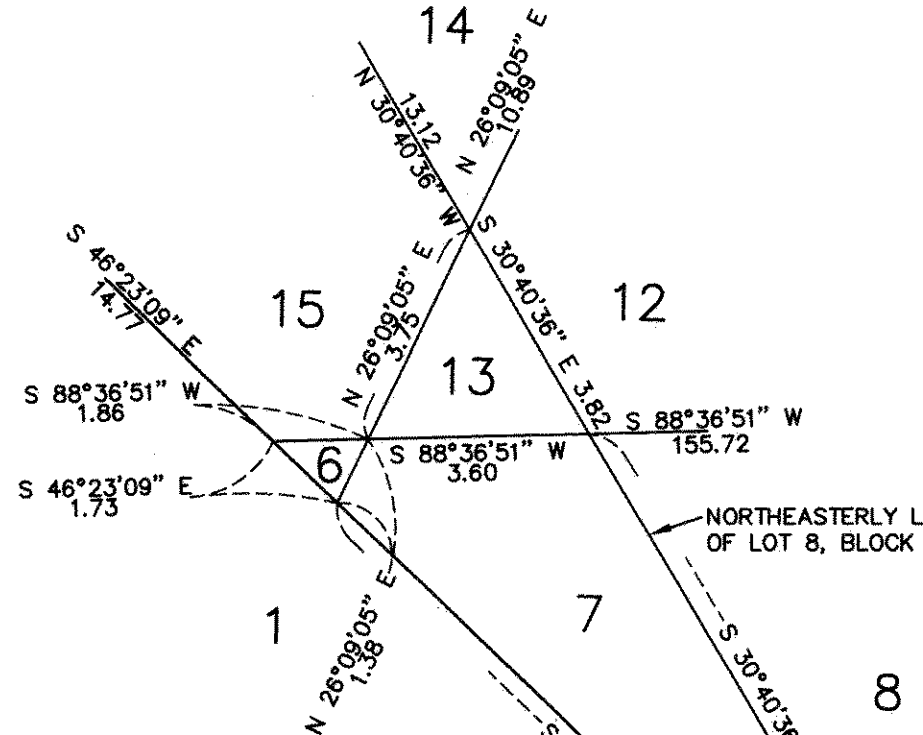 14
N 26°09'05" E
10.89
13.12
N 30°40'36" W
S 46°23'09" E
14.77
15
N 26°09'05" E
3.75
S 30°40'36" E 3.82
12
13
S 88°36'51" W
1.86
S 88°36'51" W
155.72
6
S 88°36'51" W
3.60
S 46°23'09" E
1.73
NORTHEASTERLY L
OF LOT 8, BLOCK
1
N 26°09'05" E
1.38
7
S 30°40'36
8
S